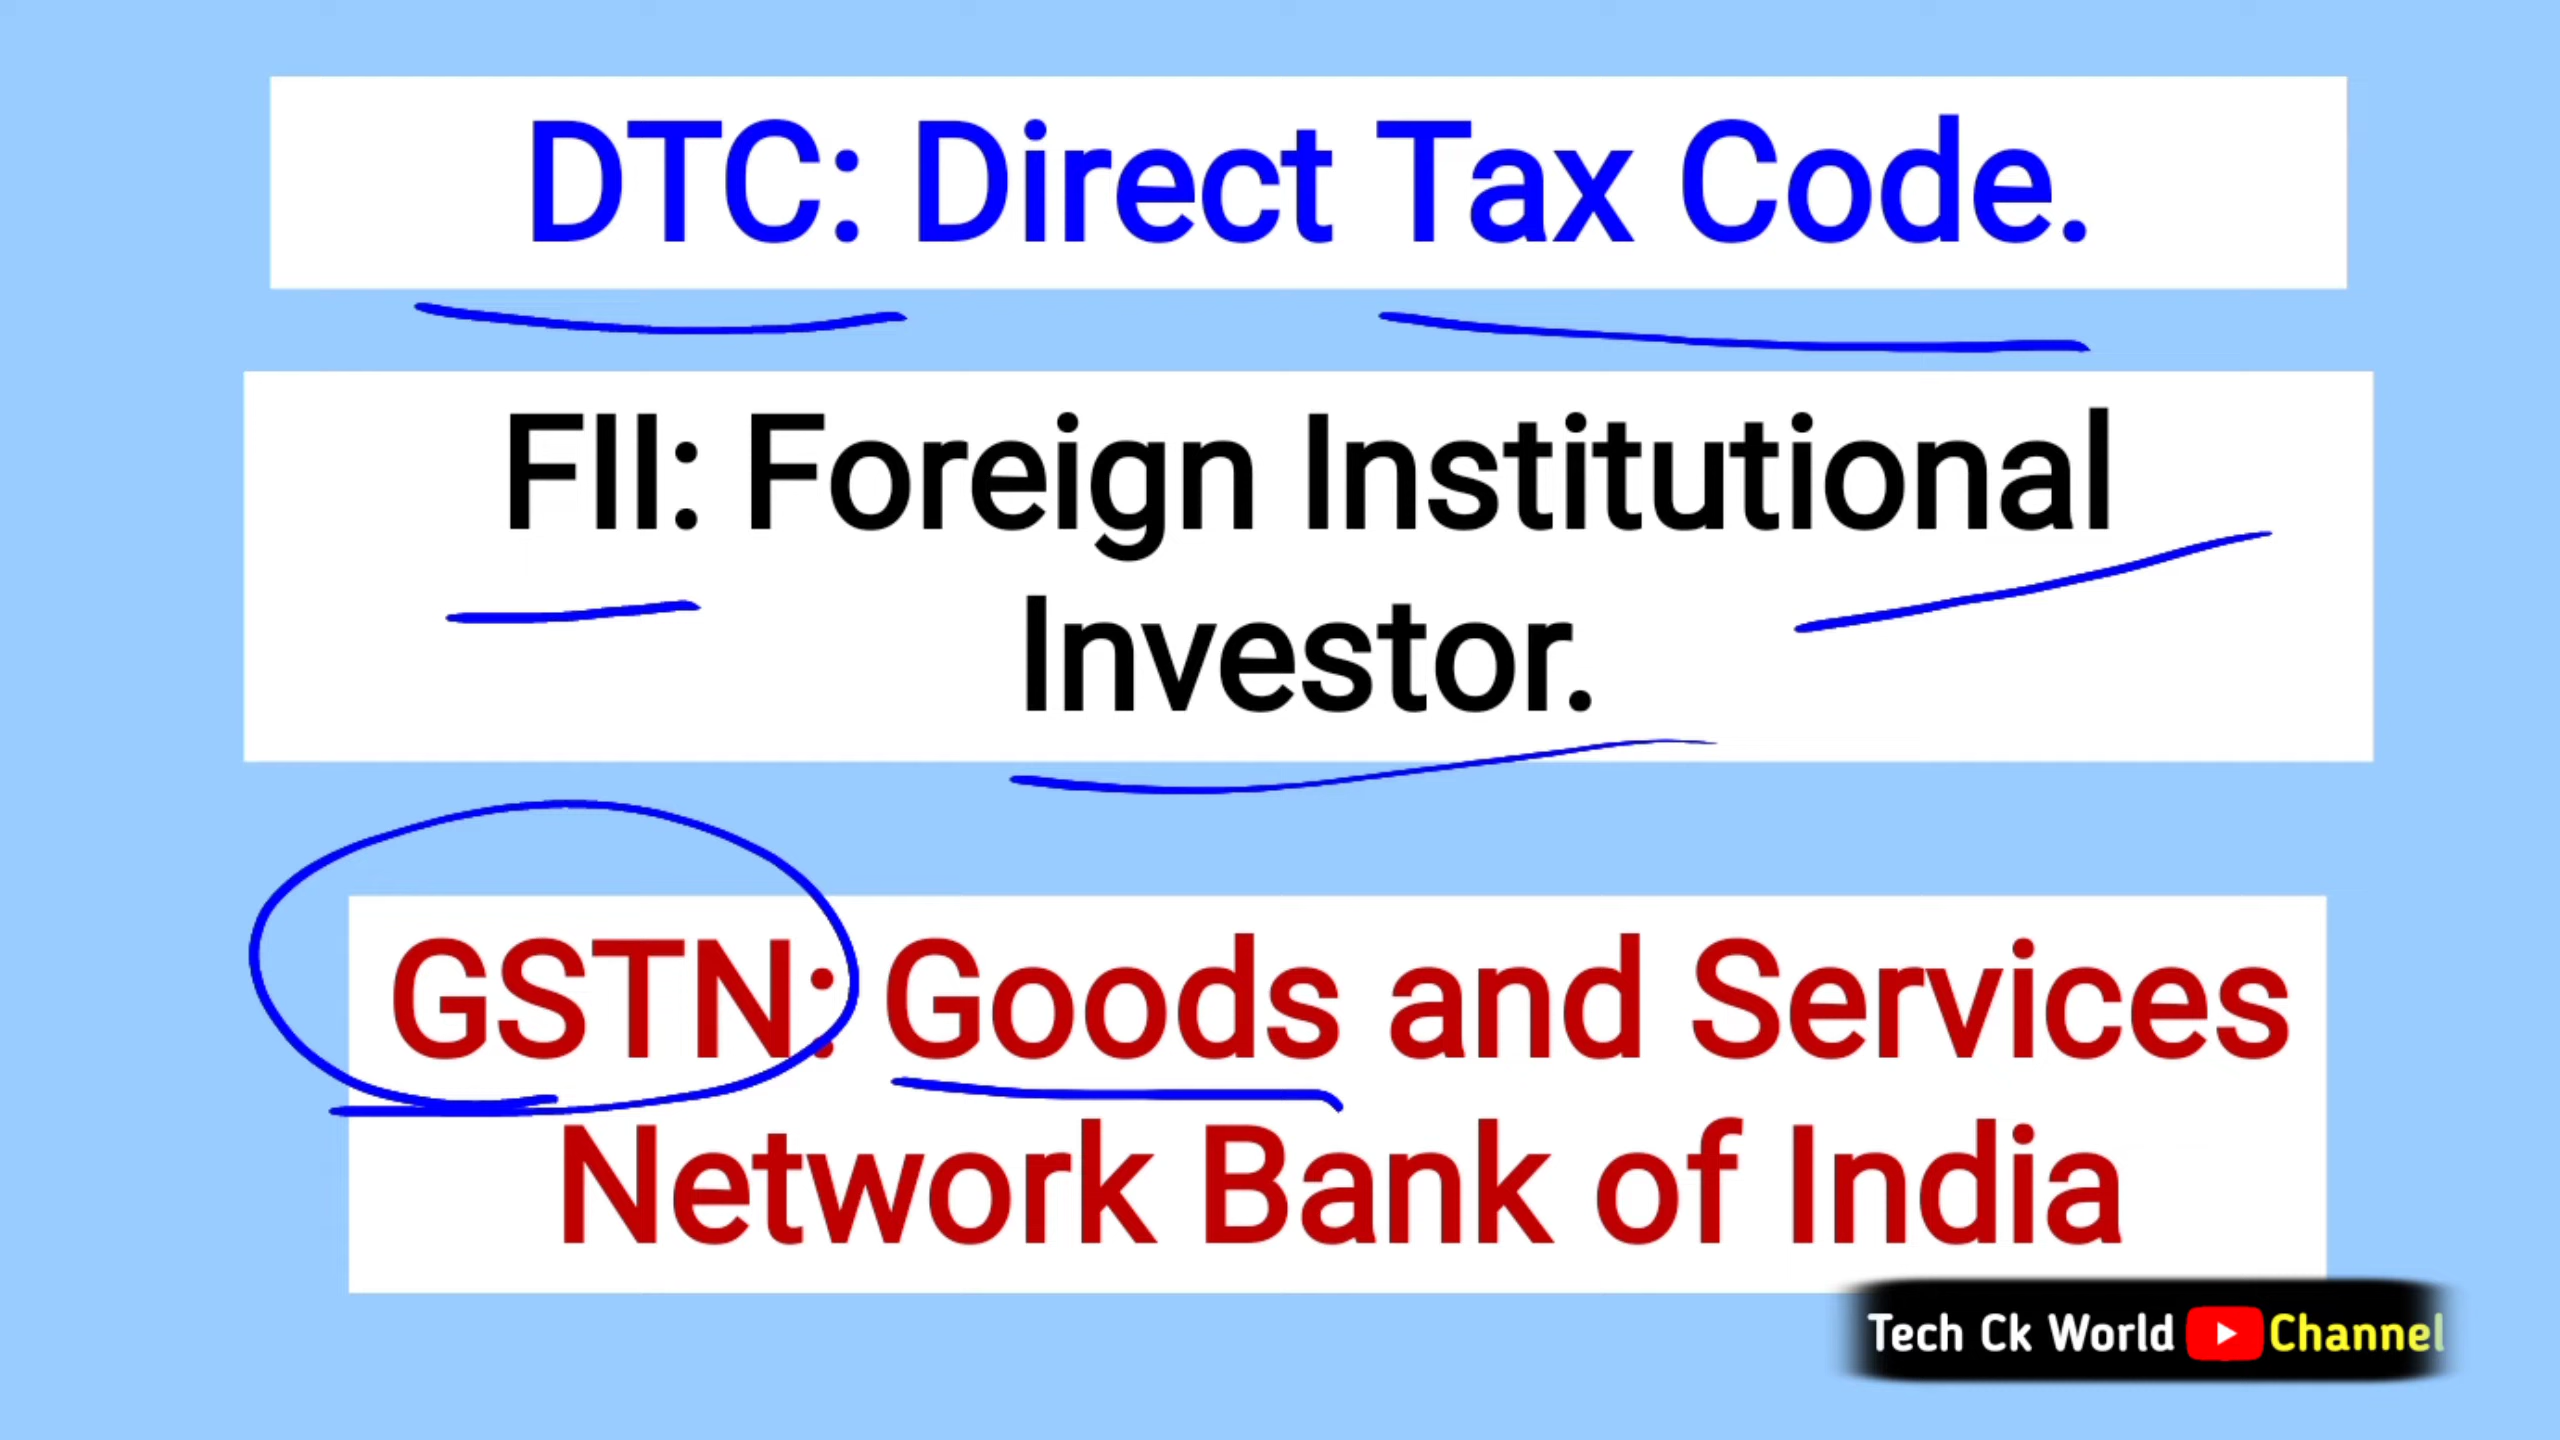 DTC: Direct Tax Code.
FII: Foreign Institutional
Investor.
GSTN: Goods and Services
Network Bank of India
Tech Ck World Channel